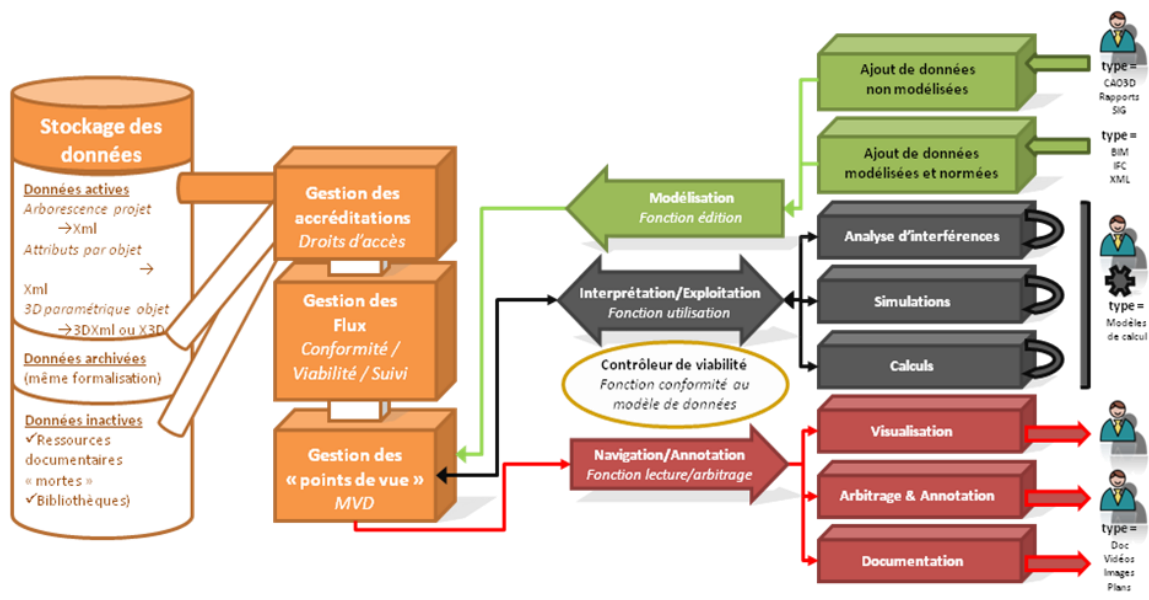 Stockage des
données
Données actives
Arborescence projet
→Xml
Attributs par objet
→
Xml
3D paramétrique objet
→3DXml ou X3D
Données archivées
(même formalisation)
Données inactives
✓Ressources
documentaires
« mortes »
✓Bibliothèques)
Gestion des
accréditations
Droits d'accès
Gestion des
Flux
Conformité /
Viabilité / Suivi
Gestion des
« points de vue »
MVD
Modélisation
Fonction édition
Interprétation/Exploitation
Fonction utilisation
Contrôleur de viabilité
Fonction conformité au
modèle de données
Navigation/Annotation
Fonction lecture/arbitrage
Ajout de données
non modélisées
Ajout de données
modélisées et normées
Analyse d'interférences
Simulations
Calculs
Visualisation
Arbitrage & Annotation
Documentation
type =
CAO3D
Rapports
SIG
type =
BIM
IFC
XML
type =
Modèles
de calcul
type =
Doc
Vidéos
Images
Plans